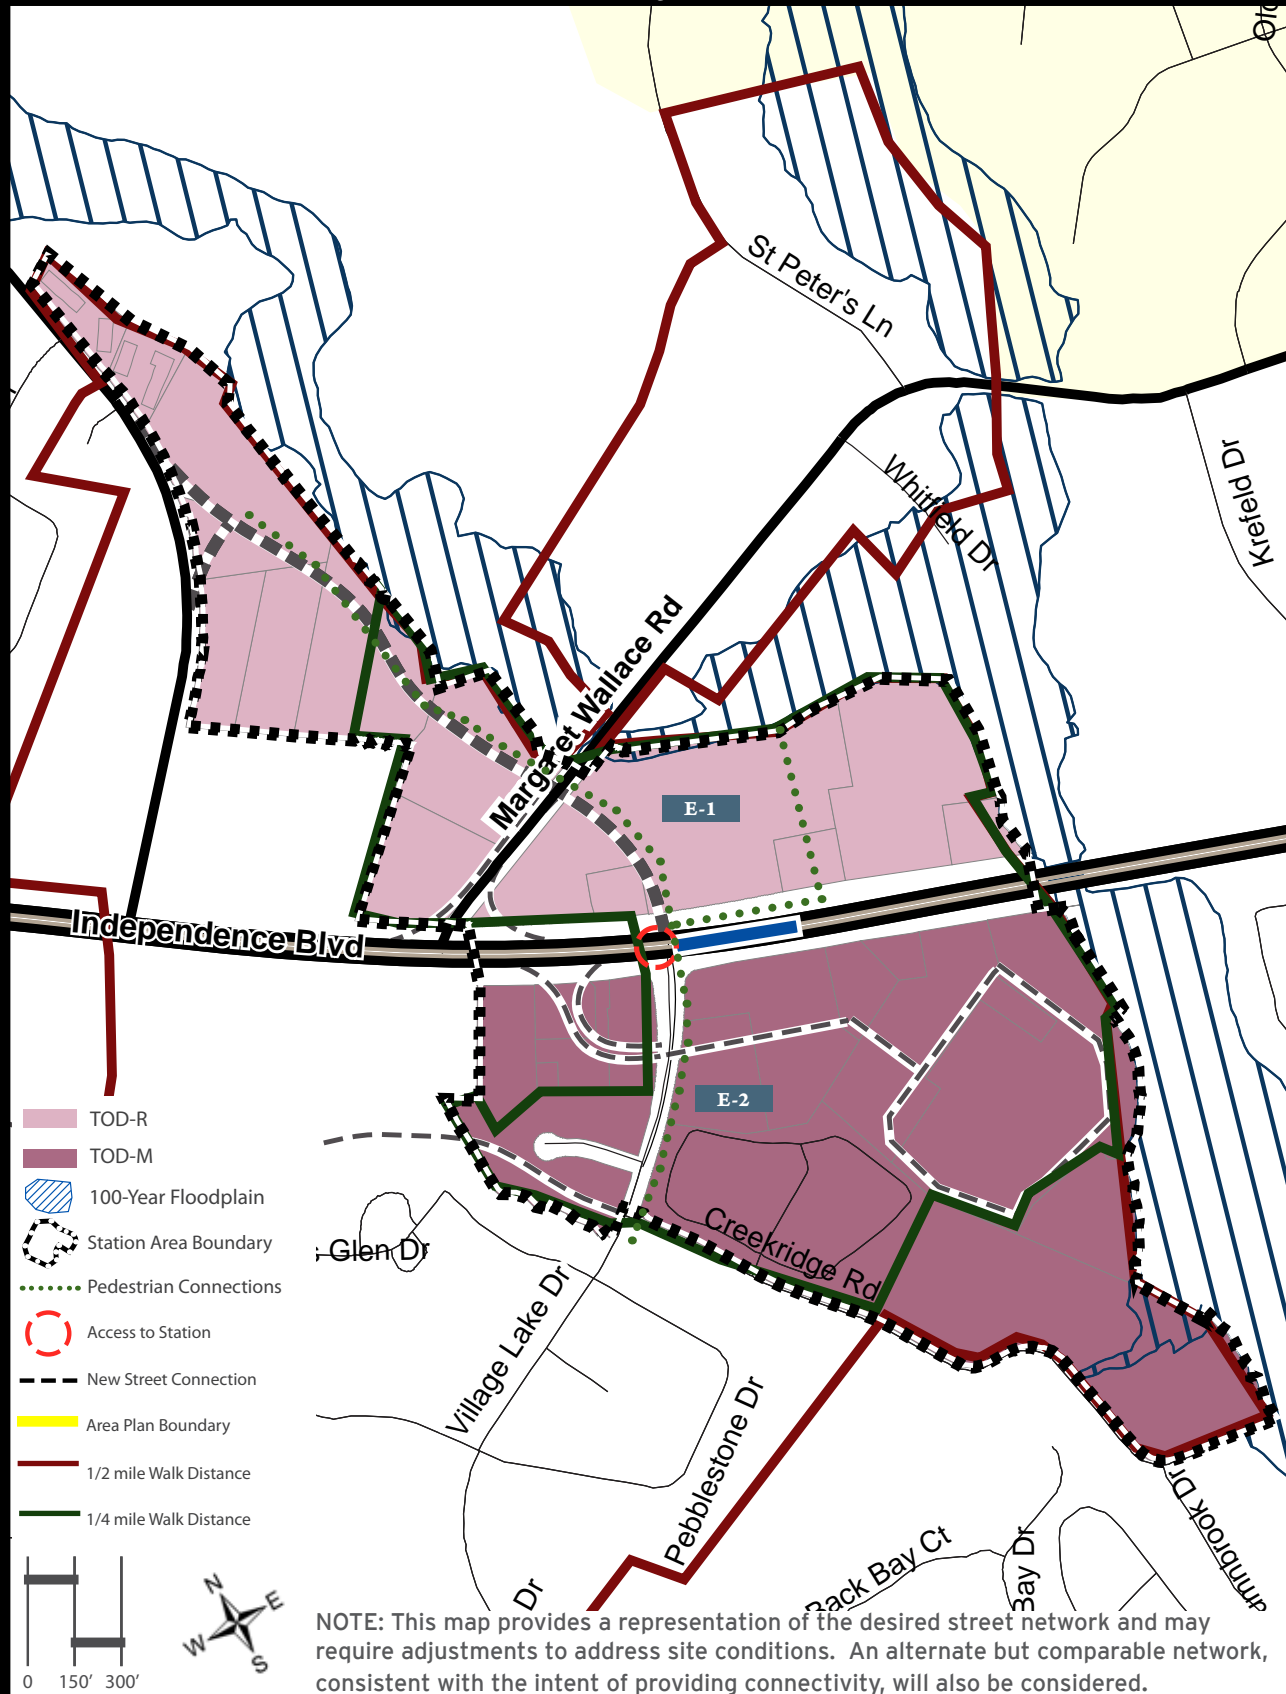 St Peter's Ln
Whitfield Dr
Krefeld Dr
Margaret Wallace Rd
E-1
Independence Blvd
E-2
TOD-R
TOD-M
100-Year Floodplain
Station Area Boundary
Pedestrian Connections
Access to Station
New Street Connection
Area Plan Boundary
1/2 mile Walk Distance
1/4 mile Walk Distance
Glen Dr
Creekridge Rd
Village Lake Dr
Pebblestone Dr
Back Bay Ct
Bay Dr
Dr
Dr
N
E
W
S
0 150' 300'
NOTE: This map provides a representation of the desired street network and may
require adjustments to address site conditions. An alternate but comparable network,
consistent with the intent of providing connectivity, will also be considered.